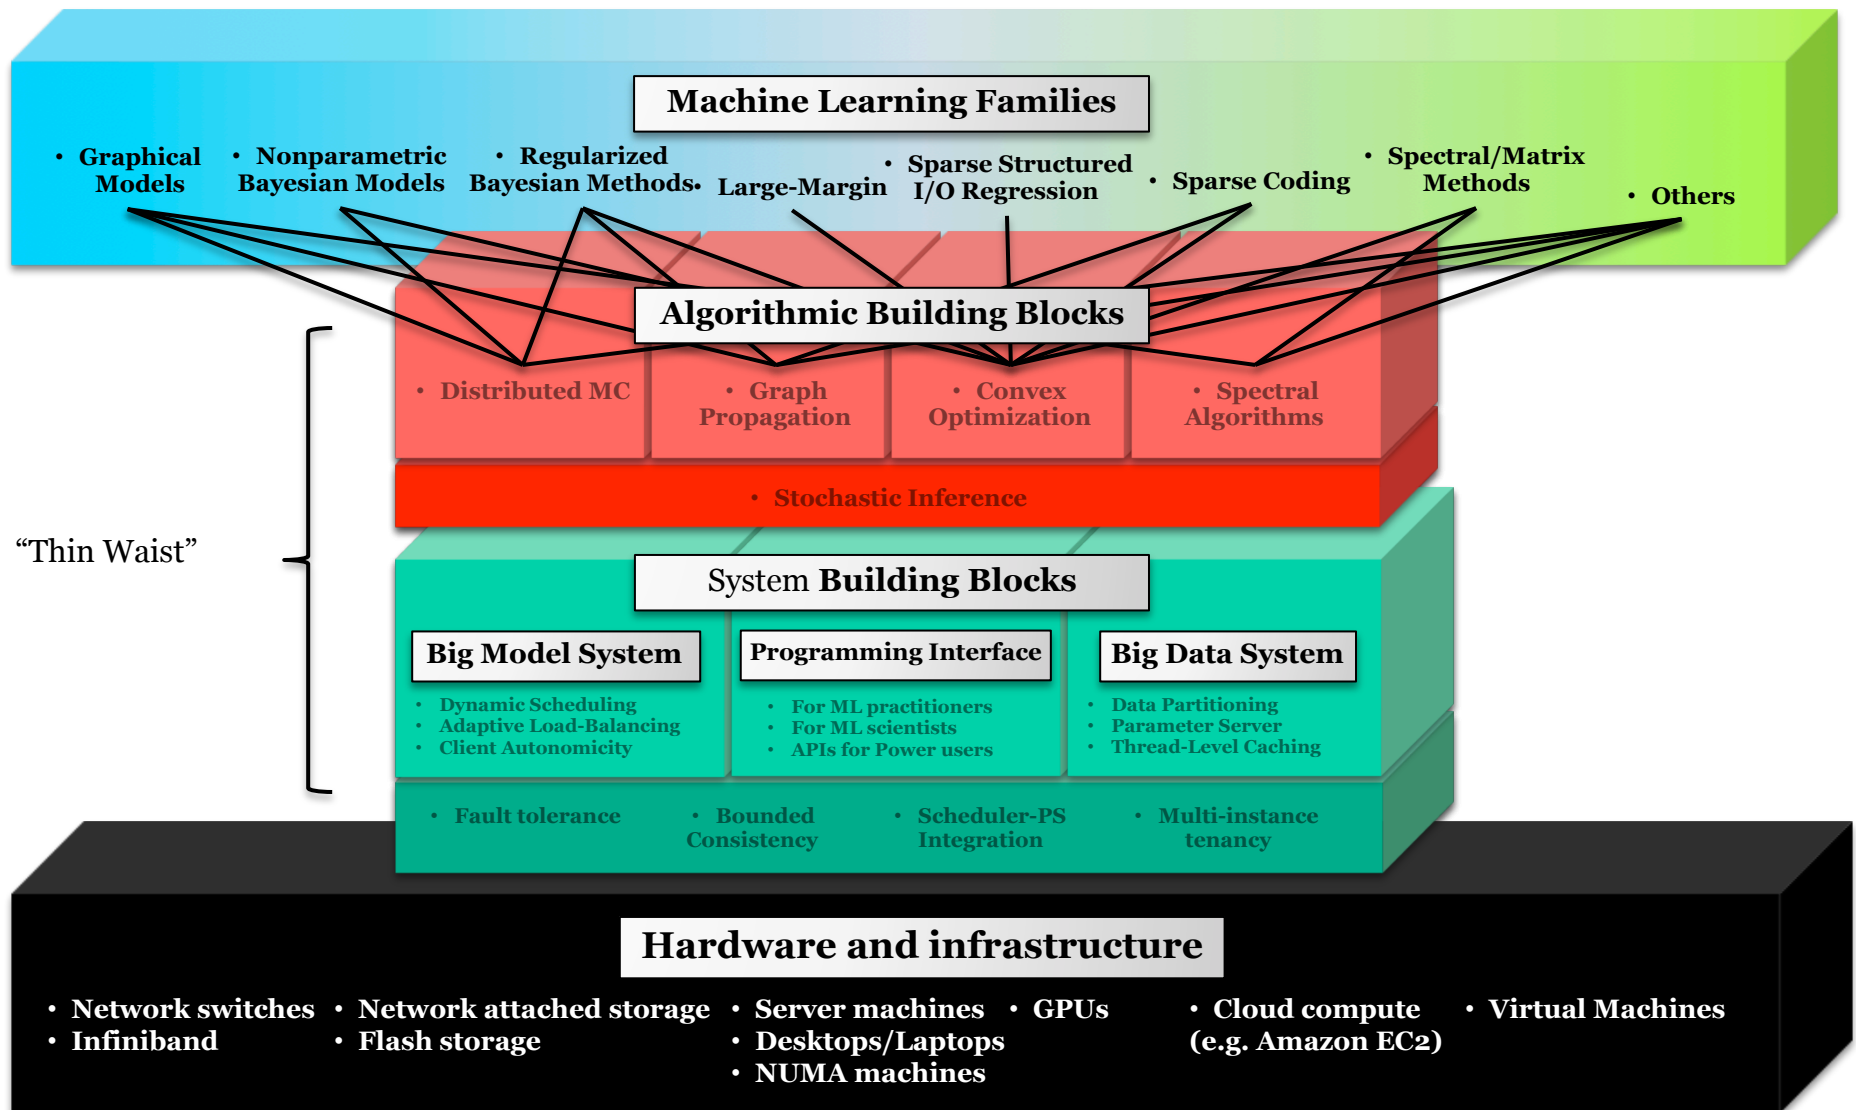 Machine Learning Families
• Graphical
Models
• Nonparametric
Bayesian Models
• Regularized
Bayesian Methods
• Large-Margin
• Sparse Structured
I/O Regression
• Sparse Coding
• Spectral/Matrix
Methods
• Others
Algorithmic Building Blocks
• Distributed MC
• Graph
Propagation
• Convex
Optimization
• Spectral
Algorithms
• Stochastic Inference
“Thin Waist”
System Building Blocks
Big Model System
• Dynamic Scheduling
• Adaptive Load-Balancing
• Client Autonomicity
Programming Interface
• For ML practitioners
• For ML scientists
• APIs for Power users
Big Data System
• Data Partitioning
• Parameter Server
• Thread-Level Caching
• Fault tolerance
• Bounded
Consistency
• Scheduler-PS
Integration
• Multi-instance
tenancy
Hardware and infrastructure
• Network switches
• Infiniband
• Network attached storage
• Flash storage
• Server machines
• Desktops/Laptops
• NUMA machines
• GPUs
• Cloud compute
(e.g. Amazon EC2)
• Virtual Machines